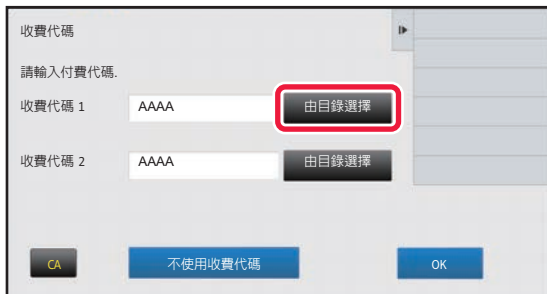 收費代碼
請輸入付費代碼.
收費代碼 1 AAAA 由目錄選擇
收費代碼 2 AAAA 由目錄選擇
CA 不使用收費代碼 OK